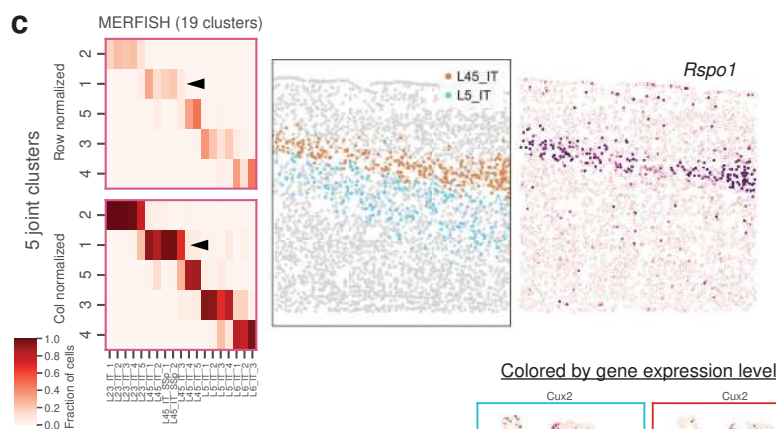 c
MERFISH (19 clusters)
5 joint clusters
Row normalized
2
1
5
3
4
Col normalized
2
1
5
3
4
L23_IT_1
L23_IT_2
L23_IT_3
L23_IT_4
L23_IT_5
L45_IT_1
L45_IT_2
L45_IT_SSp_1
L45_IT_SSp_2
L45_IT_3
L45_IT_4
L45_IT_5
L5_IT_1
L5_IT_2
L5_IT_3
L5_IT_4
L6_IT_1
L6_IT_2
L6_IT_3
1.0
0.8
0.6
0.4
0.2
0.0
Fraction of cells
L45_IT
L5_IT
Rspo1
Colored by gene expression level
Cux2
Cux2